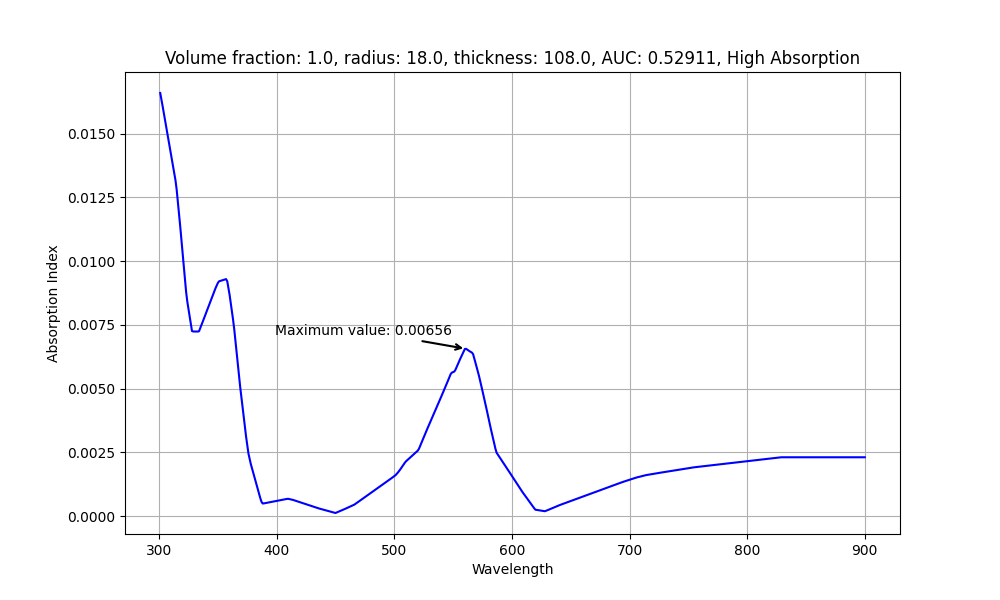 Volume fraction: 1.0, radius: 18.0, thickness: 108.0, AUC: 0.52911, High Absorption
Absorption Index
0.0150
0.0125
0.0100
0.0075
0.0050
0.0025
0.0000
Maximum value: 0.00656
300 400 500 600 700 800 900
Wavelength